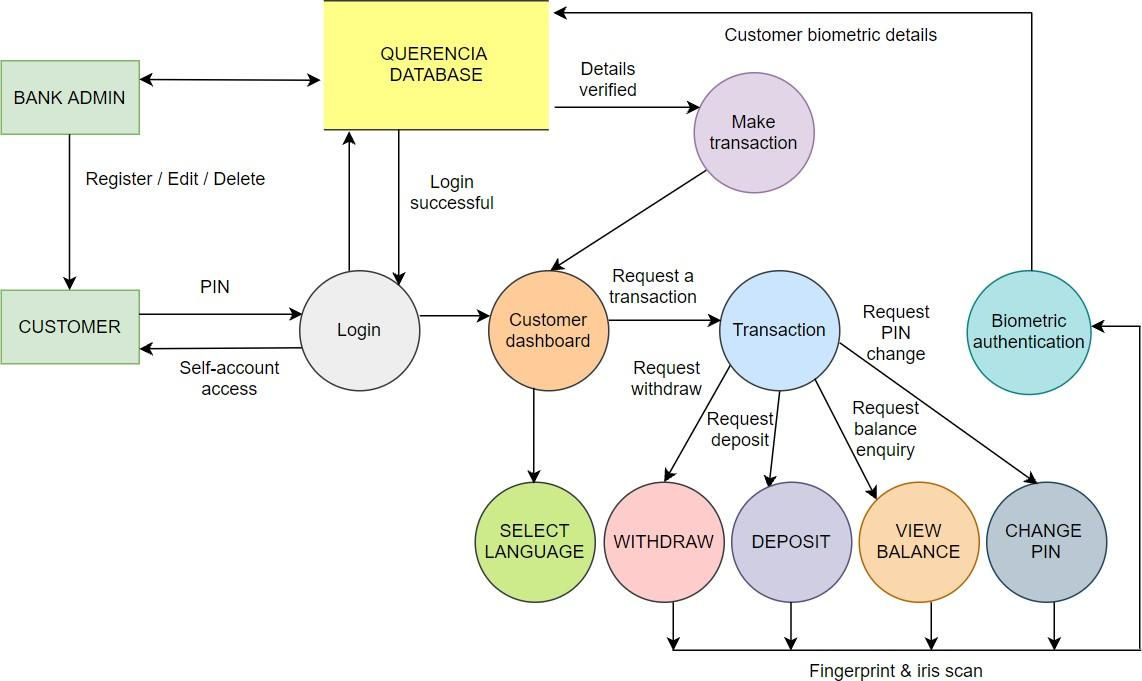 QUERENCIA
DATABASE
Customer biometric details
Details
verified
BANK ADMIN
Make
transaction
Register / Edit / Delete
Login
successful
PIN
Request a
transaction
Request
PIN
change
CUSTOMER
Login
Customer
dashboard
Transaction
Biometric
authentication
Self-account
access
Request
withdraw
Request
deposit
Request
balance
enquiry
SELECT
LANGUAGE
WITHDRAW
DEPOSIT
VIEW
BALANCE
CHANGE
PIN
Fingerprint & iris scan